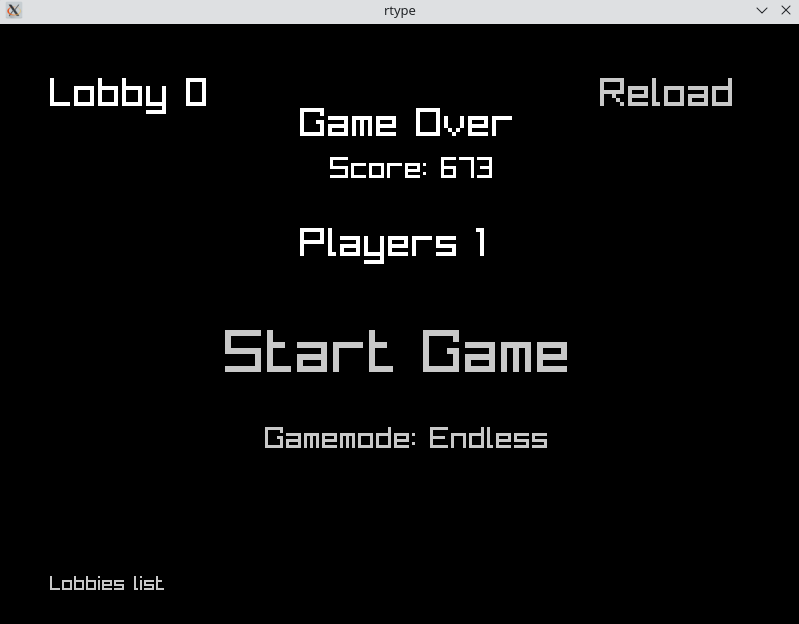 rtype
Lobby 0
Reload
Game Over
Score: 673
Players 1
Start Game
Gamemode: Endless
Lobbies list